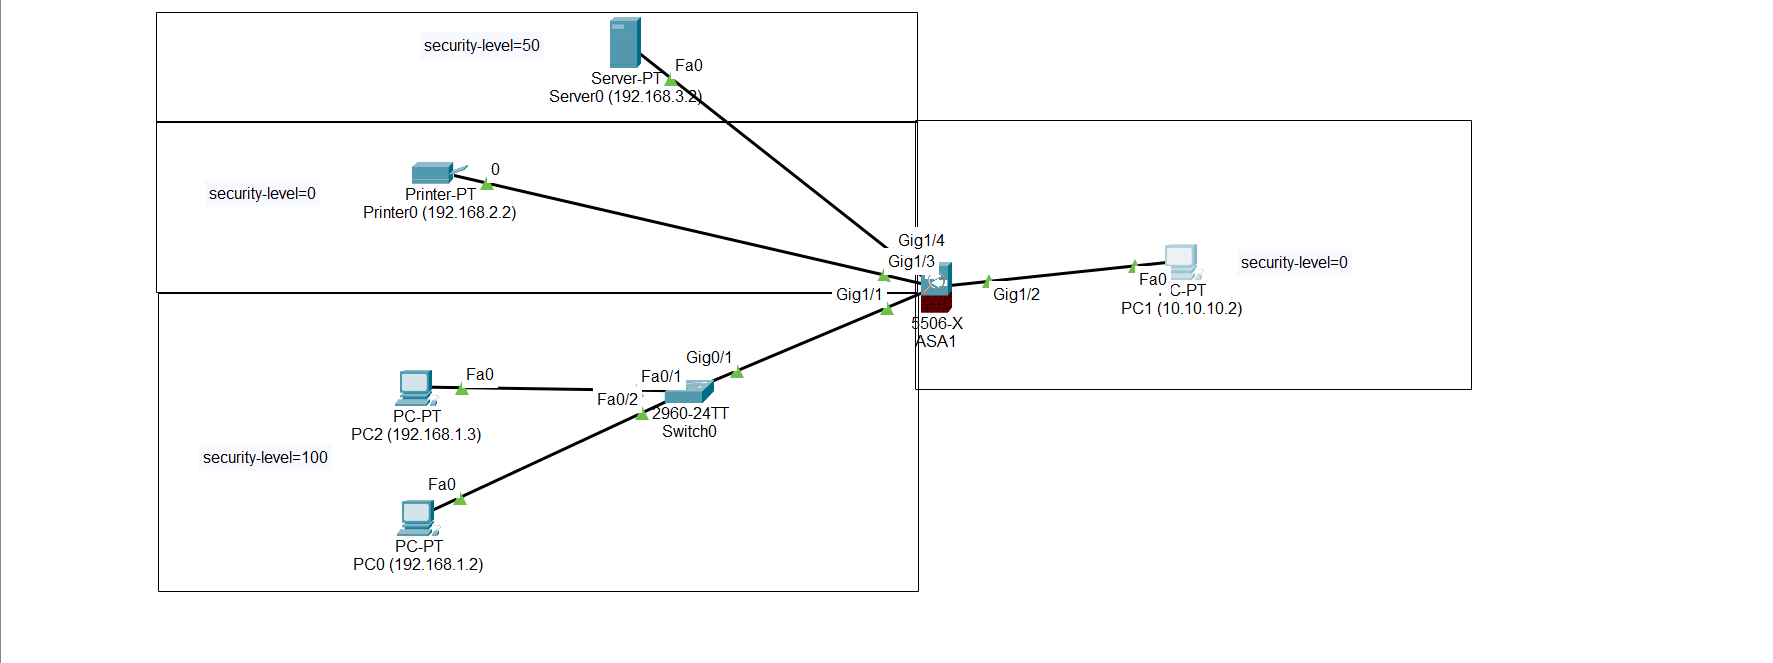 security-level=50
Fa0
Server-PT
Server0 (192.168.3.2)
0
security-level=0
Printer-PT
Printer0 (192.168.2.2)
Gig1/4
Gig1/3
Gig1/1
Gig1/2
5506-X
ASA1
Fa0
C-PT
PC1 (10.10.10.2)
security-level=0
Gig0/1
Fa0/1
Fa0/2
2960-24TT
Switch0
Fa0
PC-PT
PC2 (192.168.1.3)
security-level=100
Fa0
PC-PT
PC0 (192.168.1.2)